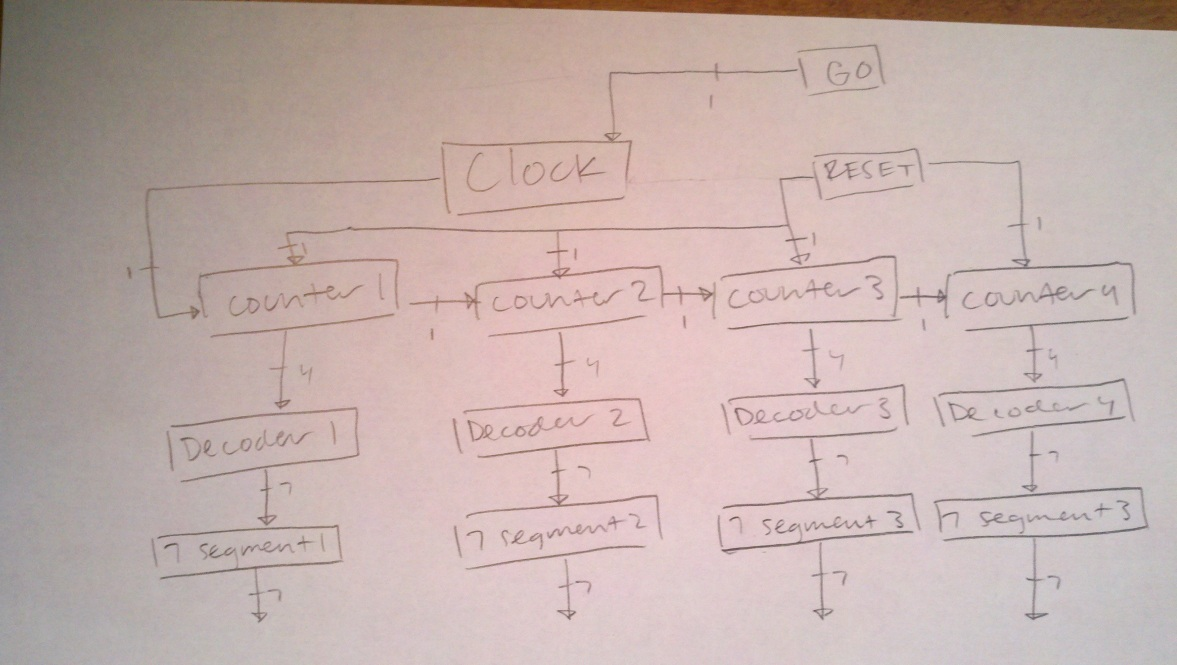 GO
1
Clock
RESET
1
1
1
1
1
counter 1
counter 2
counter 3
counter 4
1
1
1
4
4
4
4
Decoder 1
Decoder 2
Decoder 3
Decoder 4
7
7
7
7
7 segment 1
7 segment 2
7 segment 3
7 segment 3
7
7
7
7